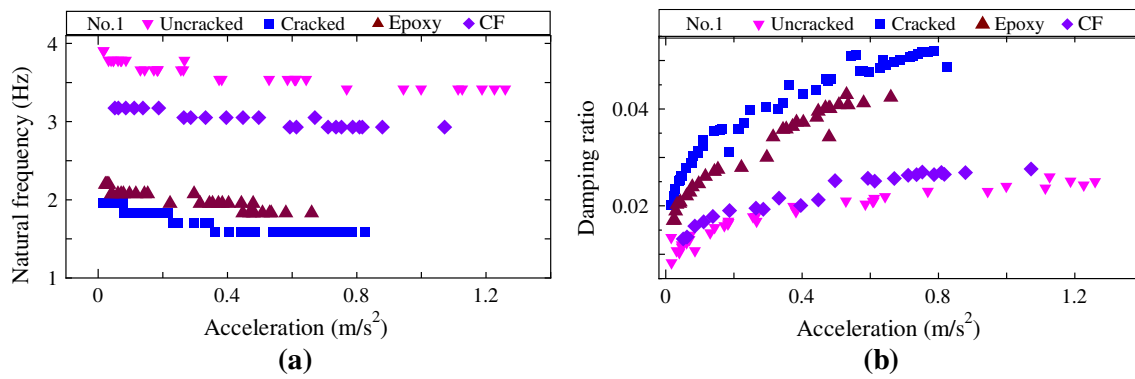 No.1 Uncracked Cracked Epoxy CF
4
3
2
1
Natural frequency (Hz)
0 0.4 0.8 1.2
Acceleration (m/s²)
(a)
No.1 Uncracked Cracked Epoxy CF
0.04
0.02
Damping ratio
0 0.4 0.8 1.2
Acceleration (m/s²)
(b)